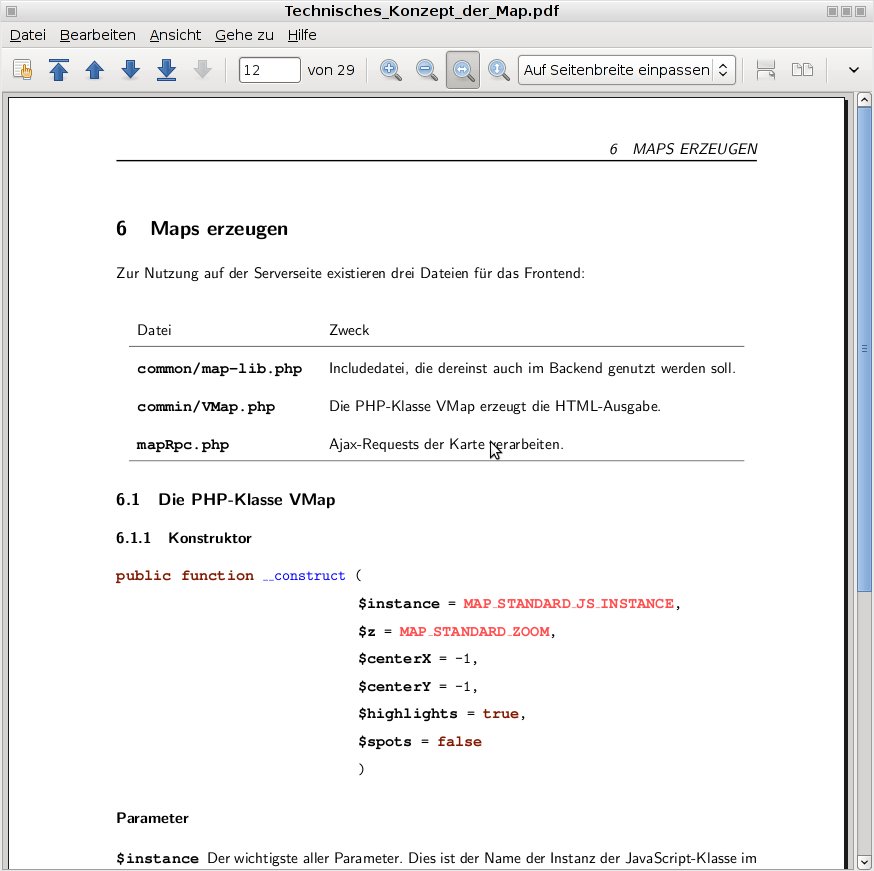 Technisches_Konzept_der_Map.pdf
Datei Bearbeiten Ansicht Gehe zu Hilfe
12 von 29 Auf Seitenbreite einpassen
6 MAPS ERZEUGEN
6 Maps erzeugen
Zur Nutzung auf der Serverseite existieren drei Dateien für das Frontend:
Datei Zweck
common/map-lib.php Includedatei, die dereinst auch im Backend genutzt werden soll.
commin/VMap.php Die PHP-Klasse VMap erzeugt die HTML-Ausgabe.
mapRpc.php Ajax-Requests der Karte verarbeiten.
6.1 Die PHP-Klasse VMap
6.1.1 Konstruktor
public function __construct (
$instance = MAP_STANDARD_JS_INSTANCE,
$z = MAP_STANDARD_ZOOM,
$centerX = -1,
$centerY = -1,
$highlights = true,
$spots = false
)
Parameter
$instance Der wichtigste aller Parameter. Dies ist der Name der Instanz der JavaScript-Klasse im